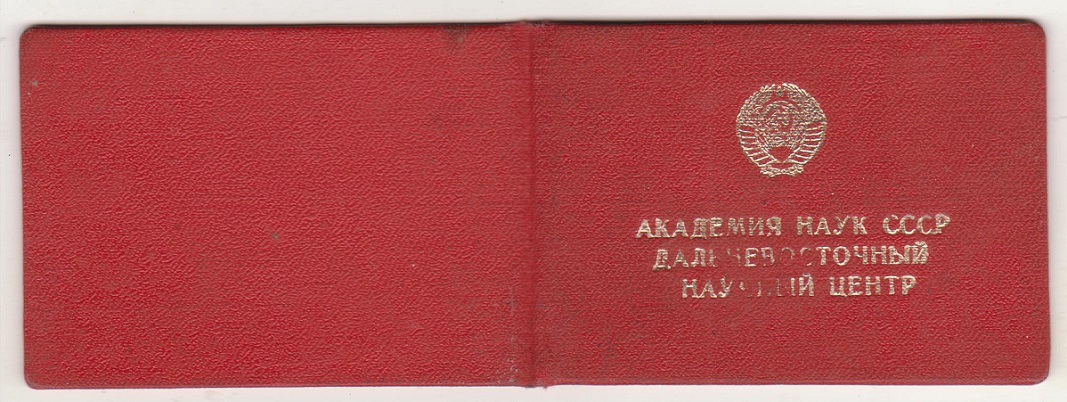 АКАДЕМИЯ НАУК СССР
ДАЛЬНЕВОСТОЧНЫЙ
НАУЧНЫЙ ЦЕНТР